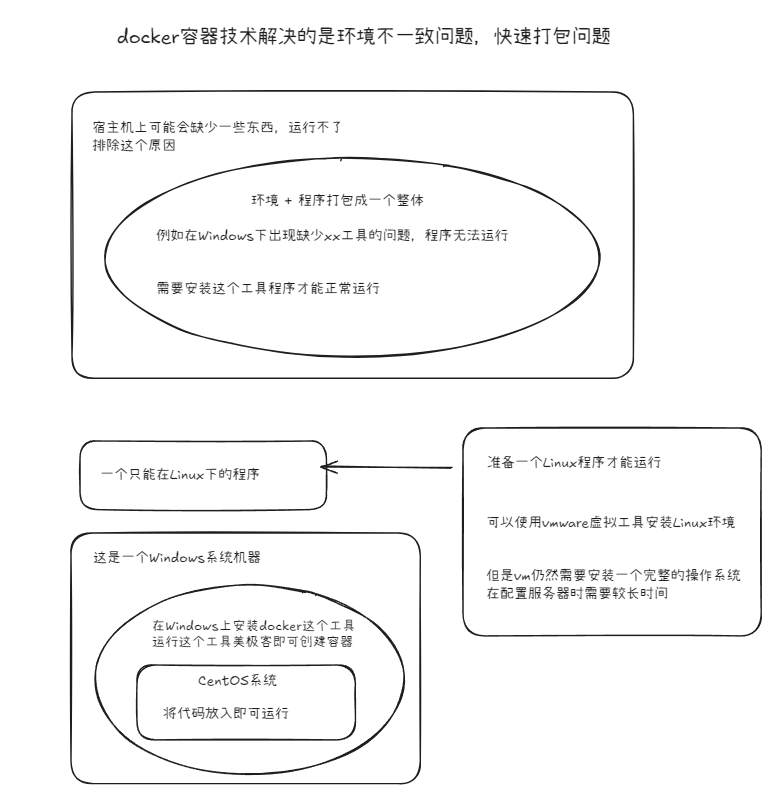 docker容器技术解决的是环境不一致问题，快速打包问题
宿主机上可能会缺少一些东西，运行不了
排除这个原因
环境 + 程序打包成一个整体
例如在Windows下出现缺少xx工具的问题，程序无法运行
需要安装这个工具程序才能正常运行
一个只能在Linux下的程序
准备一个Linux程序才能运行
可以使用vmware虚拟工具安装Linux环境
但是vm仍然需要安装一个完整的操作系统
在配置服务器时需要较长时间
这是一个Windows系统机器
在Windows上安装docker这个工具
运行这个工具美极客即可创建容器
CentOS系统
将代码放入即可运行